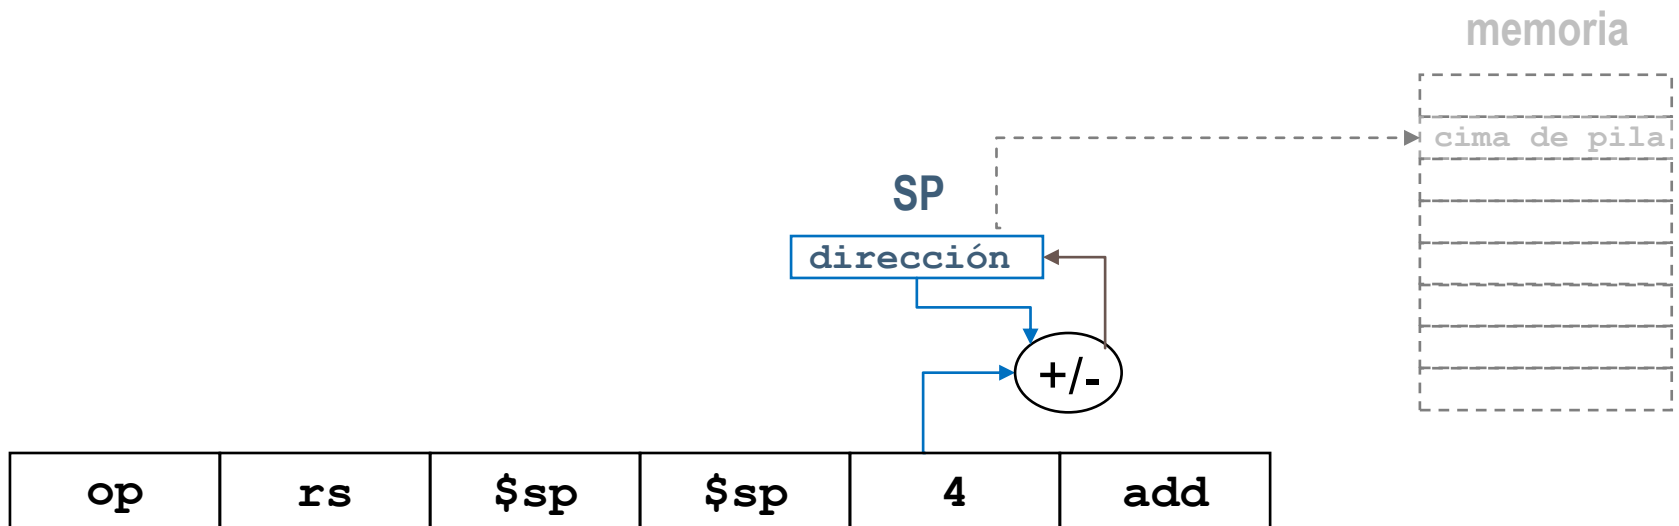 memoria
cima de pila
SP
dirección
+/-
op rs $sp $sp 4 add